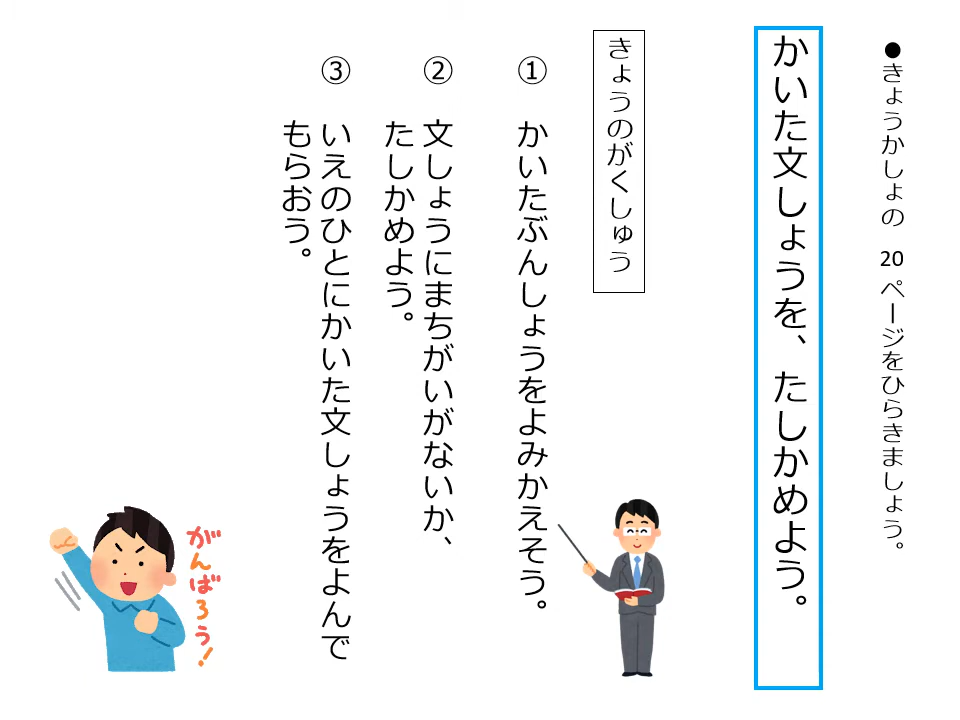 ●きょうかしょの 20 ページをひらきましょう。
かいた文しょうを、たしかめよう。
きょうのがくしゅう
① かいたぶんしょうをよみかえそう。
② 文しょうにまちがいがないか、
たしかめよう。
③ いえのひとにかいた文しょうをよんで
もらおう。
がんばろう!